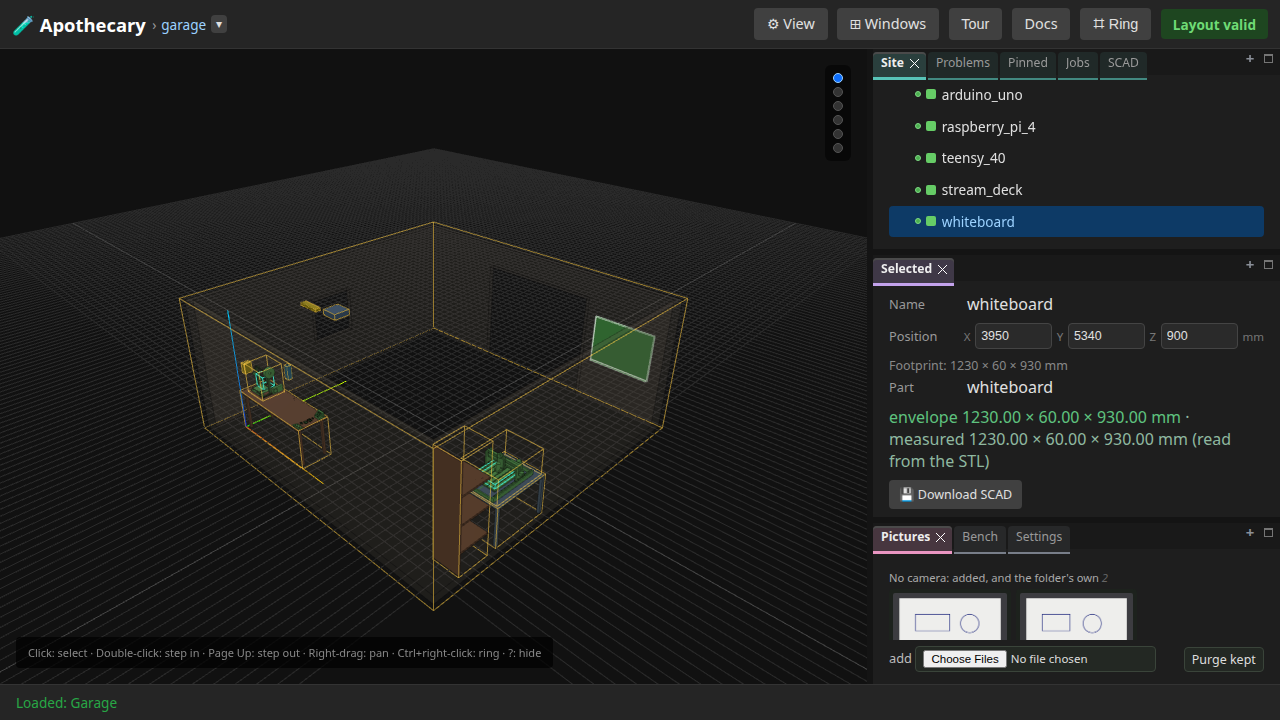 Apothecary › garage ▾
⚙ View
⊞ Windows
Tour
Docs
⌗ Ring
Layout valid
Site
Problems
Pinned
Jobs
SCAD
arduino_uno
raspberry_pi_4
teensy_40
stream_deck
whiteboard
Selected
Name whiteboard
Position X 3950 Y 5340 Z 900 mm
Footprint: 1230 × 60 × 930 mm
Part whiteboard
envelope 1230.00 × 60.00 × 930.00 mm ·
measured 1230.00 × 60.00 × 930.00 mm (read
from the STL)
Download SCAD
Pictures
Bench
Settings
No camera: added, and the folder's own 2
add Choose Files No file chosen
Purge kept
Click: select · Double-click: step in · Page Up: step out · Right-drag: pan · Ctrl+right-click: ring · ?: hide
Loaded: Garage